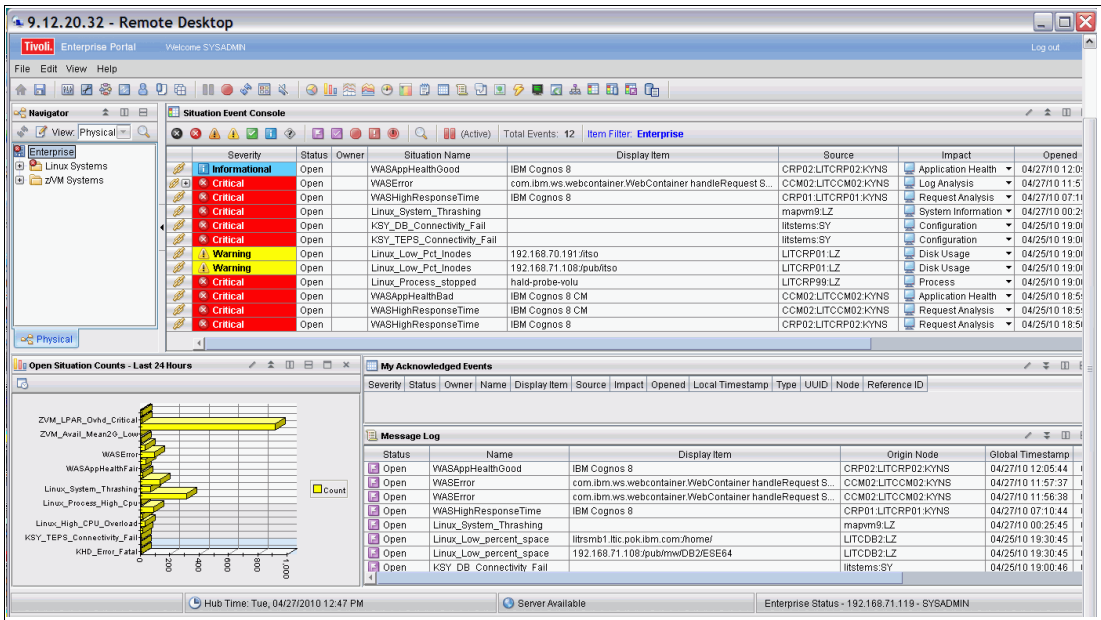 9.12.20.32 - Remote Desktop
Tivoli. Enterprise Portal Welcome SYSADMIN Log out
File Edit View Help
Navigator
View: Physical
Enterprise
Linux Systems
z/VM Systems
Physical
Situation Event Console
(Active) Total Events: 12 Item Filter: Enterprise
Severity Status Owner Situation Name Display Item Source Impact Opened
Informational Open WASAppHealthGood IBM Cognos 8 CRP02:LITCRP02:KYNS Application Health 04/27/10 12:0
Critical Open WASError com.ibm.ws.webcontainer.WebContainer handleRequest S... CCM02:LITCCM02:KYNS Log Analysis 04/27/10 11:5
Critical Open WASHighResponseTime IBM Cognos 8 CRP01:LITCRP01:KYNS Request Analysis 04/27/10 07:1
Critical Open Linux_System_Thrashing mapvm9:LZ System Information 04/27/10 00:2
Critical Open KSY_DB_Connectivity_Fail litstems:SY Configuration 04/25/10 19:0
Critical Open KSY_TEPS_Connectivity_Fail litstems:SY Configuration 04/25/10 19:0
Warning Open Linux_Low_Pct_Inodes 192.168.70.191:/itso LITCRP01:LZ Disk Usage 04/25/10 19:0
Warning Open Linux_Low_Pct_Inodes 192.168.71.108:/pub/itso LITCRP01:LZ Disk Usage 04/25/10 19:0
Critical Open Linux_Process_stopped hald-probe-volu LITCRP99:LZ Process 04/25/10 19:0
Critical Open WASAppHealthBad IBM Cognos 8 CM CCM02:LITCCM02:KYNS Application Health 04/25/10 18:5
Critical Open WASHighResponseTime IBM Cognos 8 CM CCM02:LITCCM02:KYNS Request Analysis 04/25/10 18:5
Critical Open WASHighResponseTime IBM Cognos 8 CRP02:LITCRP02:KYNS Request Analysis 04/25/10 18:5
Open Situation Counts - Last 24 Hours
ZVM_LPAR_Ovhd_Critical
ZVM_Avail_Mean2G_Low
WASError
WASAppHealthFair
Linux_System_Thrashing
Linux_Process_High_Cpu
Linux_High_CPU_Overload
KSY_TEPS_Connectivity_Fail
KHD_Error_Fatal
0 200 400 600 800 1,000
Count
My Acknowledged Events
Severity Status Owner Name Display Item Source Impact Opened Local Timestamp Type UUID Node Reference ID
Message Log
Status Name Display Item Origin Node Global Timestamp
Open WASAppHealthGood IBM Cognos 8 CRP02:LITCRP02:KYNS 04/27/10 12:05:44
Open WASError com.ibm.ws.webcontainer.WebContainer handleRequest S... CCM02:LITCCM02:KYNS 04/27/10 11:57:37
Open WASError com.ibm.ws.webcontainer.WebContainer handleRequest S... CCM02:LITCCM02:KYNS 04/27/10 11:56:38
Open WASHighResponseTime IBM Cognos 8 CRP01:LITCRP01:KYNS 04/27/10 07:10:44
Open Linux_System_Thrashing mapvm9:LZ 04/27/10 00:25:45
Open Linux_Low_percent_space litrsmb1.ltic.pok.ibm.com:/home/ LITCDB2:LZ 04/25/10 19:30:45
Open Linux_Low_percent_space 192.168.71.108:/pub/mw/DB2/ESE64 LITCDB2:LZ 04/25/10 19:30:45
Open KSY_DB_Connectivity_Fail litstems:SY 04/25/10 19:00:46
Hub Time: Tue, 04/27/2010 12:47 PM Server Available Enterprise Status - 192.168.71.119 - SYSADMIN